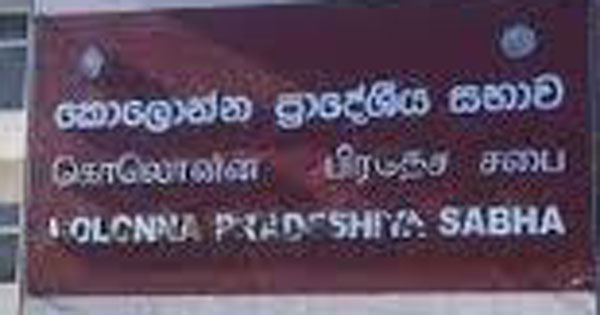 කොලොන්න ප්‍රාදේශීය සභාව
கொலொன்ன பிரதேச சபை
KOLONNA PRADESHIYA SABHA